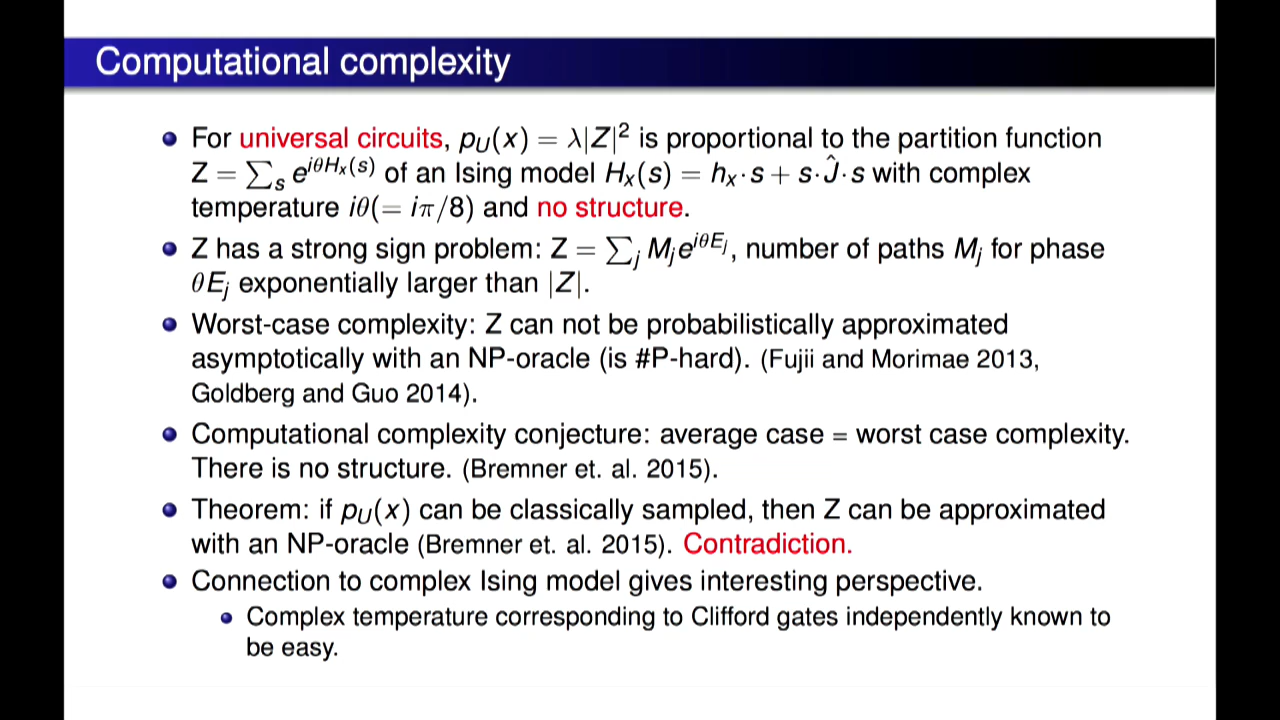 Computational complexity
For universal circuits, p_U(x) = λ|Z|² is proportional to the partition function
Z = ∑_s e^{iθH_x(s)} of an Ising model H_x(s) = h_x · s + s · Ĵ · s with complex
temperature iθ(= iπ/8) and no structure.
Z has a strong sign problem: Z = ∑_j M_j e^{iθE_j}, number of paths M_j for phase
θE_j exponentially larger than |Z|.
Worst-case complexity: Z can not be probabilistically approximated
asymptotically with an NP-oracle (is #P-hard). (Fujii and Morimae 2013,
Goldberg and Guo 2014).
Computational complexity conjecture: average case = worst case complexity.
There is no structure. (Bremner et. al. 2015).
Theorem: if p_U(x) can be classically sampled, then Z can be approximated
with an NP-oracle (Bremner et. al. 2015). Contradiction.
Connection to complex Ising model gives interesting perspective.
Complex temperature corresponding to Clifford gates independently known to
be easy.